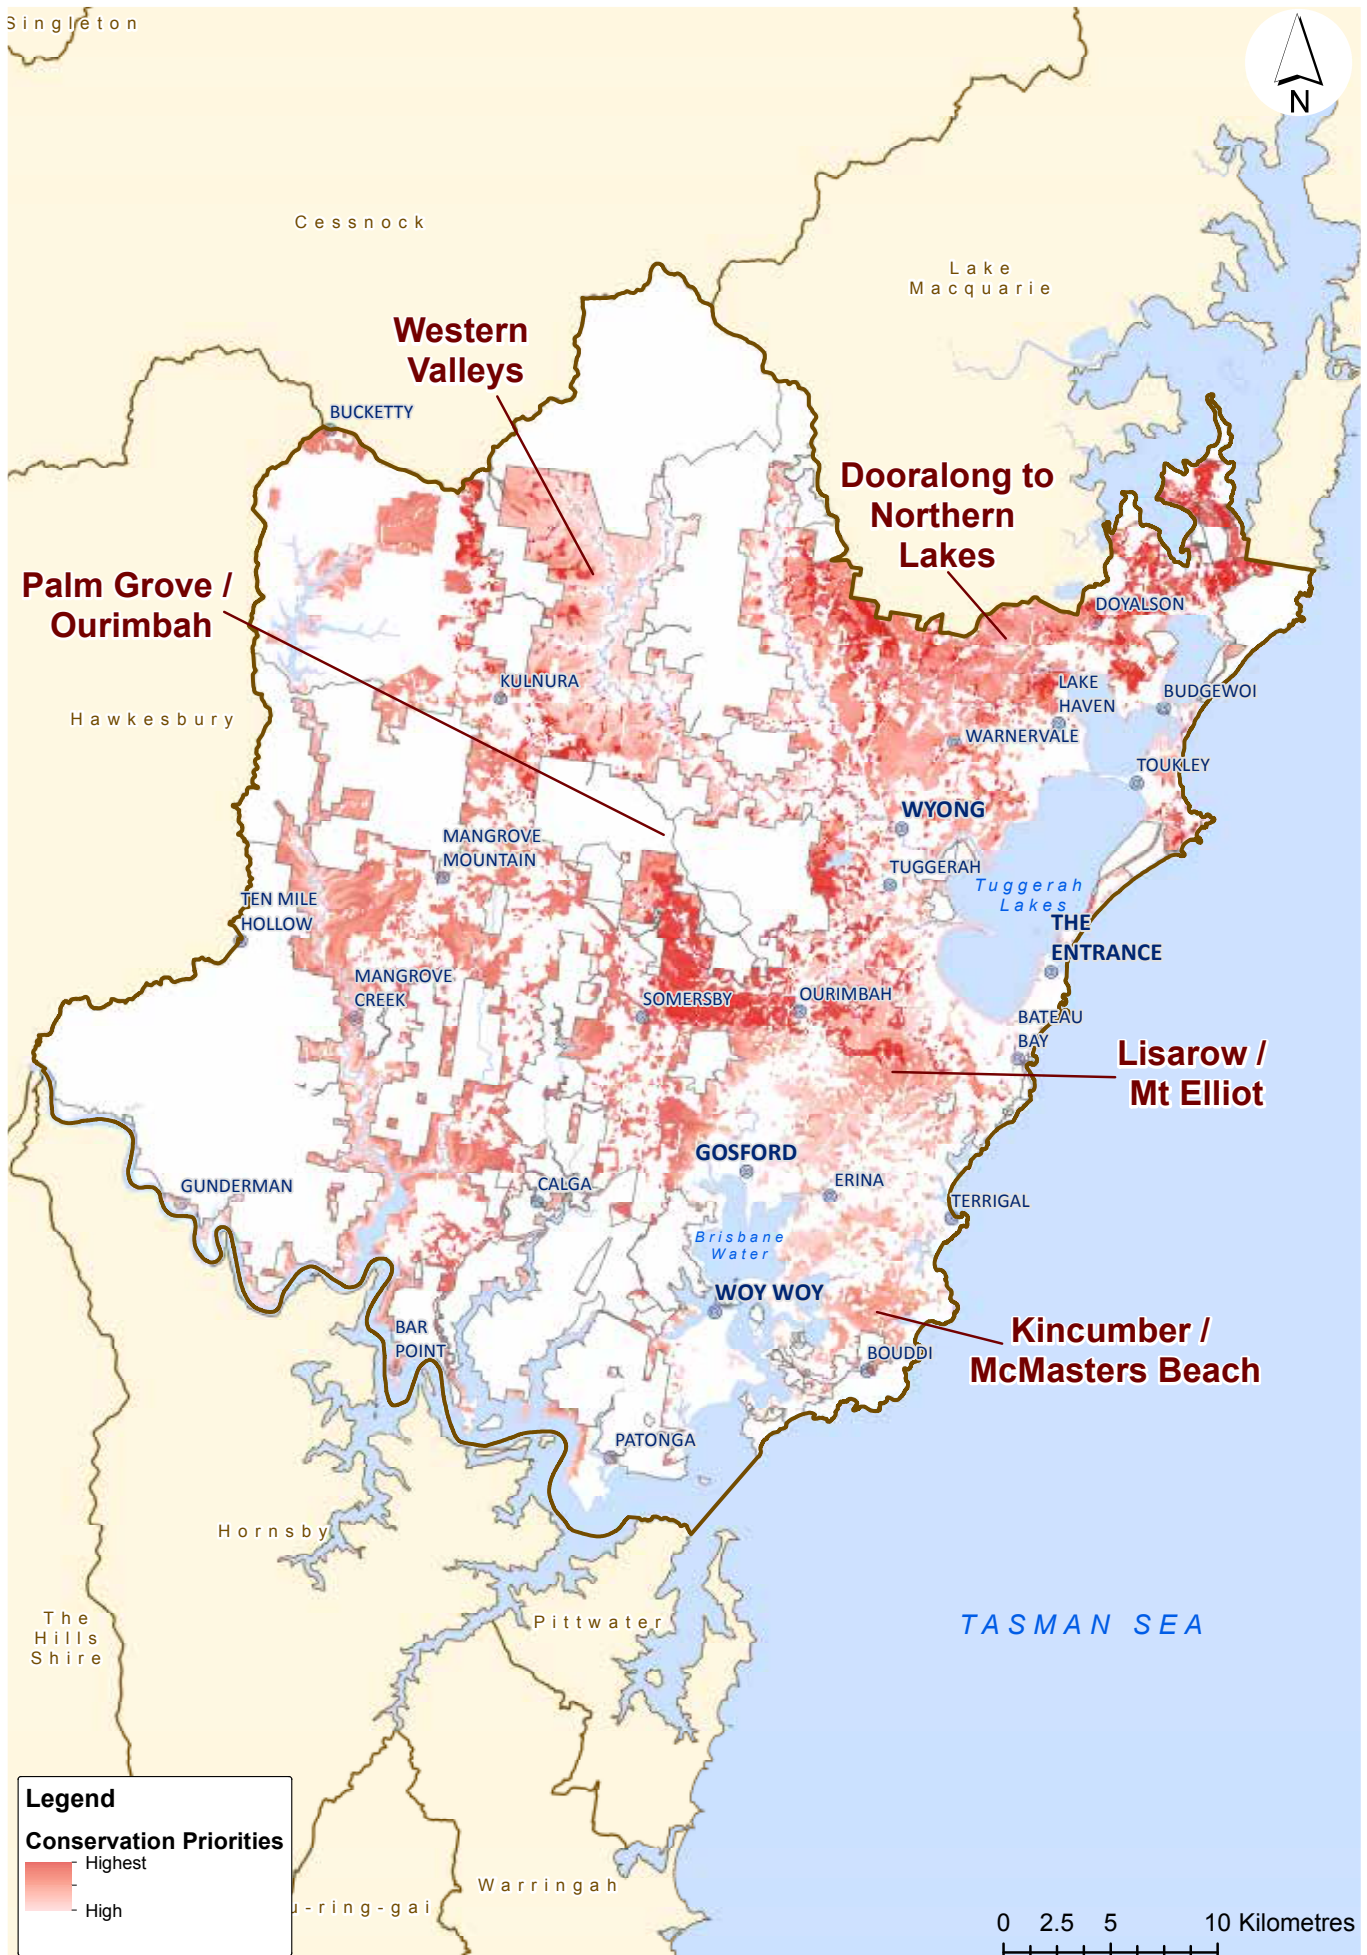 Singleton
N
Cessnock
Lake
Macquarie
Western
Valleys
BUCKETTY
Dooralong to
Northern
Lakes
Palm Grove /
Ourimbah
DOYALSON
KULNURA
LAKE
HAVEN
BUDGEWOI
Hawkesbury
WARNERVALE
TOUKLEY
WYONG
MANGROVE
MOUNTAIN
TUGGERAH
Tuggerah
Lakes
TEN MILE
HOLLOW
THE
ENTRANCE
MANGROVE
CREEK
SOMERSBY
OURIMBAH
BATEAU
BAY
Lisarow /
Mt Elliot
GOSFORD
GUNDERMAN
CALGA
ERINA
TERRIGAL
Brisbane
Water
WOY WOY
BAR
POINT
Kincumber /
McMasters Beach
BOUDDI
PATONGA
Hornsby
The
Hills
Shire
Pittwater
TASMAN SEA
Legend
Conservation Priorities
Highest
High
u-ring-gai
Warringah
0 2.5 5 10 Kilometres